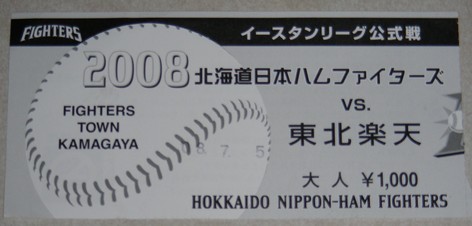 FIGHTERS
イースタンリーグ公式戦
2008 北海道日本ハムファイターズ
VS.
FIGHTERS
TOWN
KAMAGAYA
東北楽天
8.7.5
大人 ¥1,000
HOKKAIDO NIPPON-HAM FIGHTERS